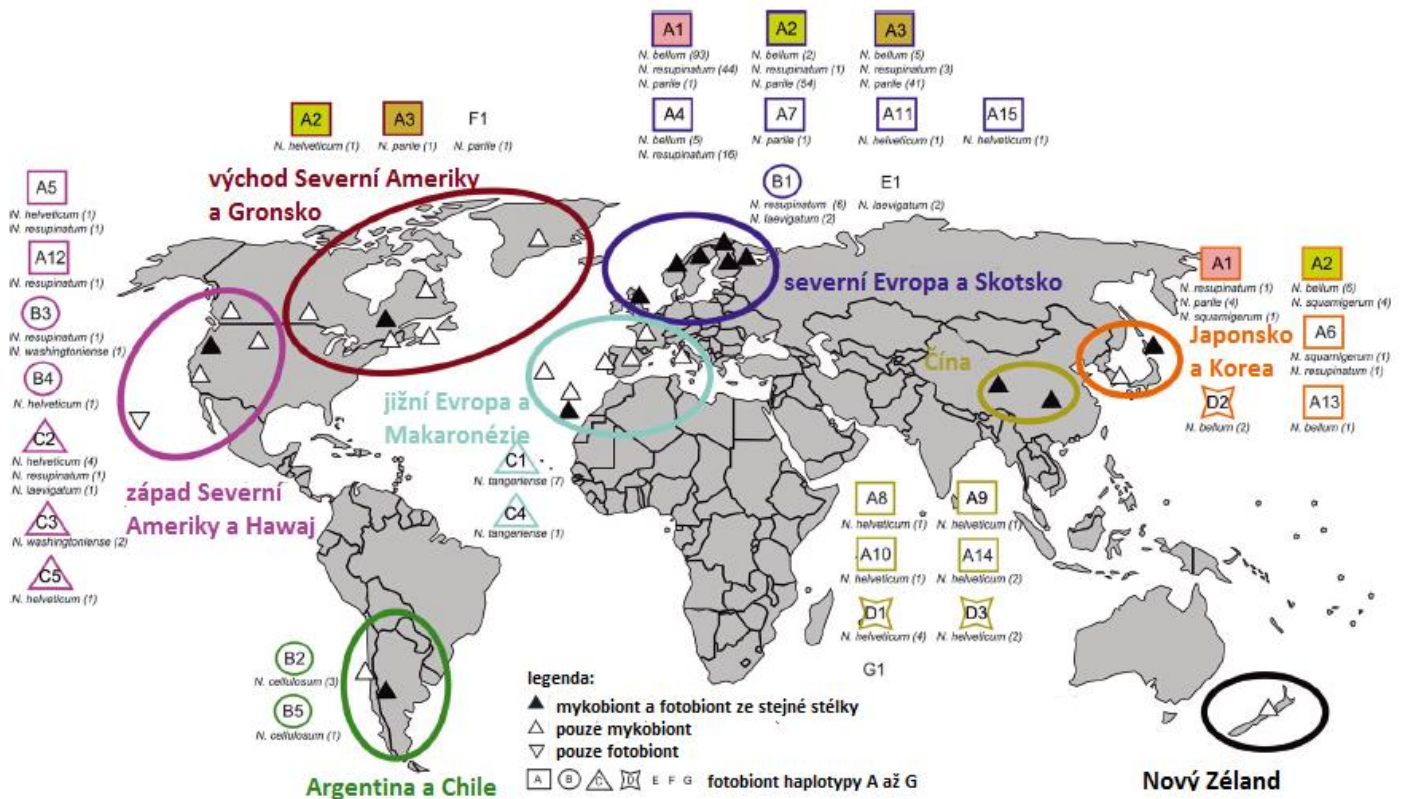 A1 A2 A3
N. bellum (93) N. bellum (2) N. bellum (5)
N. resupinatum (44) N. resupinatum (1) N. resupinatum (3)
N. parile (1) N. parile (54) N. parile (41)
A4 A7 A11 A15
N. bellum (5) N. parile (1) N. helveticum (1) N. helveticum (1)
N. resupinatum (16)
B1 E1
N. resupinatum (6) N. laevigatum (2)
N. laevigatum (2)
severní Evropa a Skotsko
A2 A3 F1
N. helveticum (1) N. parile (1) N. parile (1)
východ Severní Ameriky
a Gronsko
A5
N. helveticum (1)
N. resupinatum (1)
A12
N. resupinatum (1)
B3
N. resupinatum (1)
N. washingtoniense (1)
B4
N. helveticum (1)
C2
N. helveticum (4)
N. resupinatum (1)
N. laevigatum (1)
C3
N. washingtoniense (2)
C5
N. helveticum (1)
západ Severní
Ameriky a Hawaj
jižní Evropa a
Makaronézie
C1
N. tangeriense (7)
C4
N. tangeriense (1)
A1 A2
N. resupinatum (1) N. bellum (6)
N. parile (4) N. squamigerum (4)
N. squamigerum (1)
Japonsko
a Korea
A6
N. squamigerum (1)
N. resupinatum (1)
D2 A13
N. bellum (2) N. bellum (1)
Čína
A8 A9
N. helveticum (1) N. helveticum (1)
A10 A14
N. helveticum (1) N. helveticum (2)
D1 D3
N. helveticum (4) N. helveticum (2)
G1
B2
N. cellulosum (3)
B5
N. cellulosum (1)
Argentina a Chile
legenda:
mykobiont a fotobiont ze stejné stélky
pouze mykobiont
pouze fotobiont
A B C D E F G fotobiont haplotypy A až G
Nový Zéland